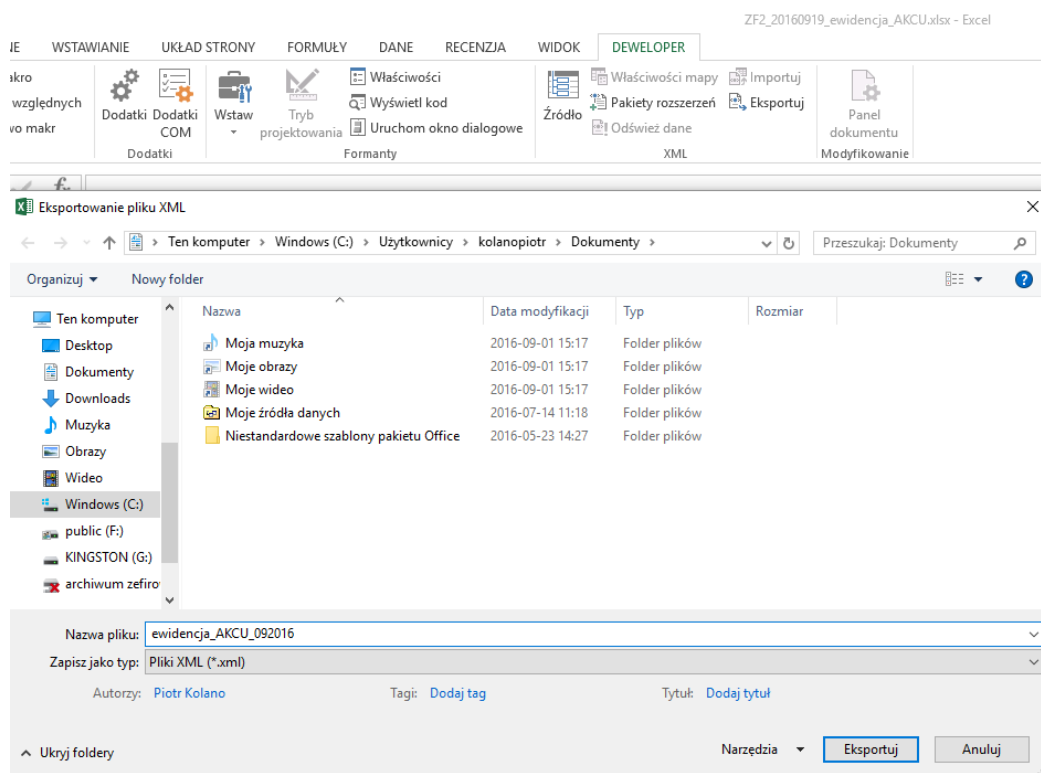 ZF2_20160919_ewidencja_AKCU.xlsx - Excel
WSTAWIANIE UKŁAD STRONY FORMUŁY DANE RECENZJA WIDOK DEWELOPER
akro
względnych
wo makr
Dodatki Dodatki COM
Dodatki
Wstaw
Tryb projektowania
Właściwości
Wyświetl kod
Uruchom okno dialogowe
Formanty
Źródło
Właściwości mapy
Pakiety rozszerzeń
Odśwież dane
Importuj
Eksportuj
XML
Panel dokumentu
Modyfikowanie
fx
Eksportowanie pliku XML
Ten komputer > Windows (C:) > Użytkownicy > kolanopiotr > Dokumenty >
Przeszukaj: Dokumenty
Organizuj Nowy folder
Ten komputer
Desktop
Dokumenty
Downloads
Muzyka
Obrazy
Wideo
Windows (C:)
public (F:)
KINGSTON (G:)
archiwum zefiro
Nazwa Data modyfikacji Typ Rozmiar
Moja muzyka 2016-09-01 15:17 Folder plików
Moje obrazy 2016-09-01 15:17 Folder plików
Moje wideo 2016-09-01 15:17 Folder plików
Moje źródła danych 2016-07-14 11:18 Folder plików
Niestandardowe szablony pakietu Office 2016-05-23 14:27 Folder plików
Nazwa pliku: ewidencja_AKCU_092016
Zapisz jako typ: Pliki XML (*.xml)
Autorzy: Piotr Kolano Tagi: Dodaj tag Tytuł: Dodaj tytuł
Ukryj foldery Narzędzia Eksportuj Anuluj